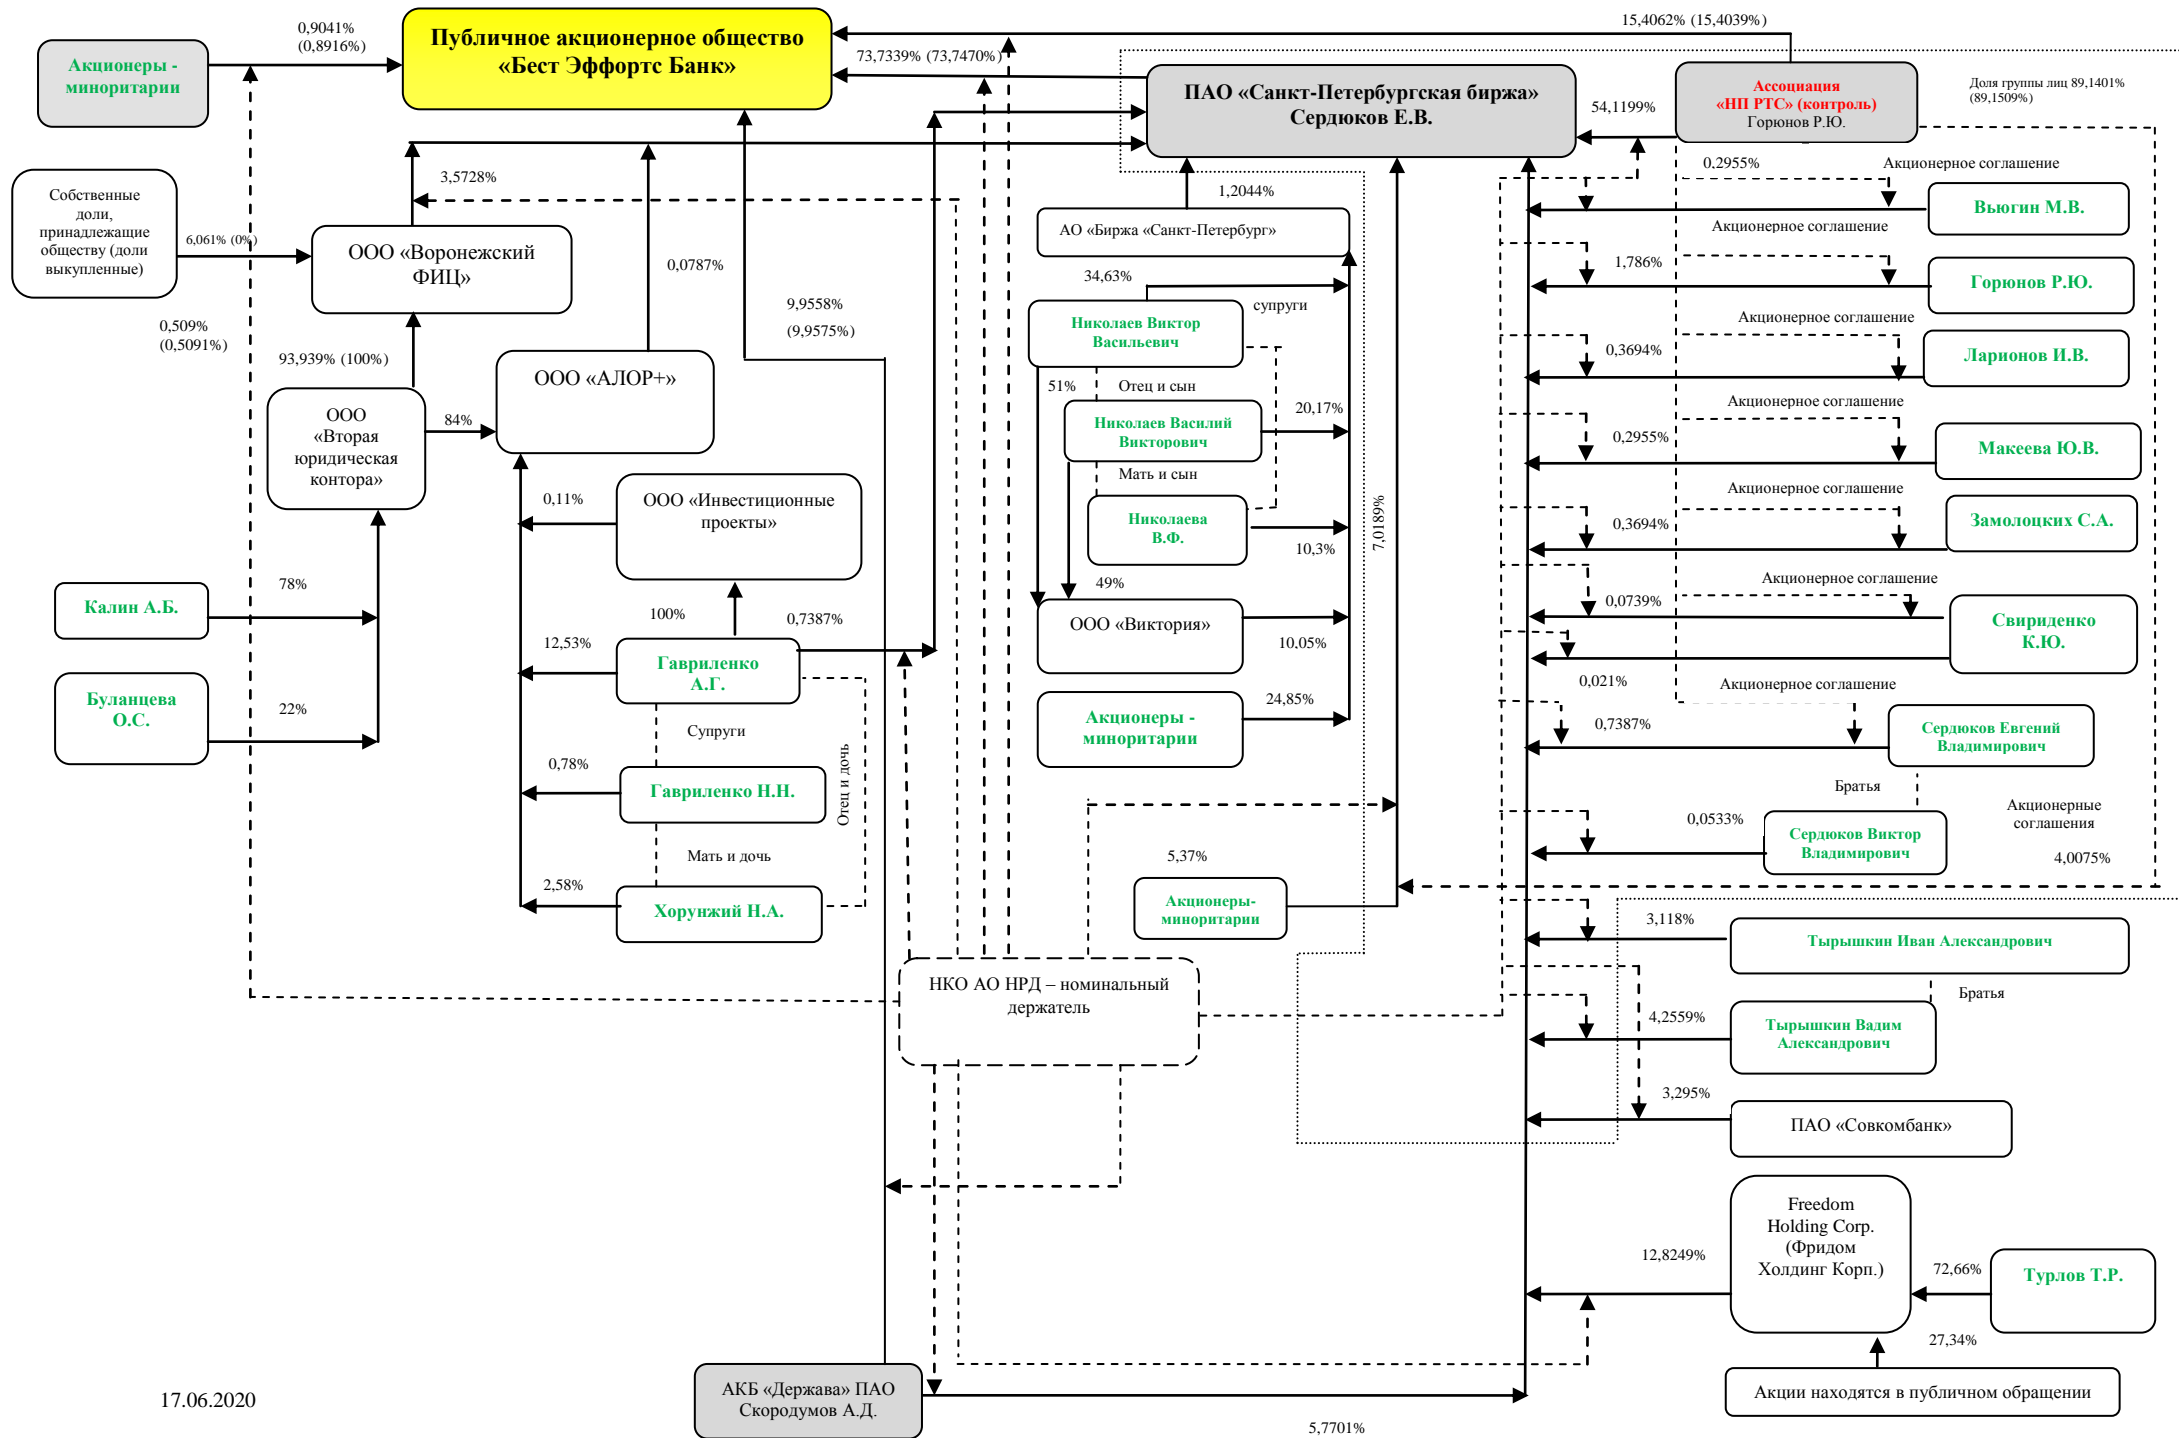 0,9041%
(0,8916%)
Акционеры -
миноритарии
Публичное акционерное общество
«Бест Эффортс Банк»
73,7339% (73,7470%)
15,4062% (15,4039%)
ПАО «Санкт-Петербургская биржа»
Сердюков Е.В.
54,1199%
Ассоциация
«НП РТС» (контроль)
Горюнов Р.Ю.
Доля группы лиц 89,1401%
(89,1509%)
Собственные
доли,
принадлежащие
обществу (доли
выкупленные)
6,061% (0%)
3,5728%
ООО «Воронежский
ФИЦ»
0,0787%
9,9558%
(9,9575%)
0,509%
(0,5091%)
93,939% (100%)
ООО
«Вторая
юридическая
контора»
84%
ООО «АЛОР+»
0,11%
ООО «Инвестиционные
проекты»
100%
0,7387%
Калин А.Б.
78%
Буланцева
О.С.
22%
12,53%
Гавриленко
А.Г.
Супруги
0,78%
Гавриленко Н.Н.
Отец и дочь
Мать и дочь
2,58%
Хорунжий Н.А.
1,2044%
АО «Биржа «Санкт-Петербург»
34,63%
супруги
Николаев Виктор
Васильевич
51%
Отец и сын
20,17%
Николаев Василий
Викторович
Мать и сын
Николаева
В.Ф.
10,3%
49%
ООО «Виктория»
10,05%
Акционеры -
миноритарии
24,85%
7,0189%
5,37%
Акционеры-
миноритарии
0,2955%
Акционерное соглашение
Вьюгин М.В.
Акционерное соглашение
1,786%
Горюнов Р.Ю.
Акционерное соглашение
0,3694%
Ларионов И.В.
Акционерное соглашение
0,2955%
Макеева Ю.В.
Акционерное соглашение
0,3694%
Замолоцких С.А.
Акционерное соглашение
0,0739%
Свириденко
К.Ю.
0,021%
Акционерное соглашение
0,7387%
Сердюков Евгений
Владимирович
Братья
0,0533%
Сердюков Виктор
Владимирович
Акционерные
соглашения
4,0075%
3,118%
Тырышкин Иван Александрович
Братья
4,2559%
Тырышкин Вадим
Александрович
3,295%
ПАО «Совкомбанк»
НКО АО НРД – номинальный
держатель
12,8249%
Freedom
Holding Corp.
(Фридом
Холдинг Корп.)
72,66%
Турлов Т.Р.
27,34%
Акции находятся в публичном обращении
17.06.2020
АКБ «Держава» ПАО
Скородумов А.Д.
5,7701%